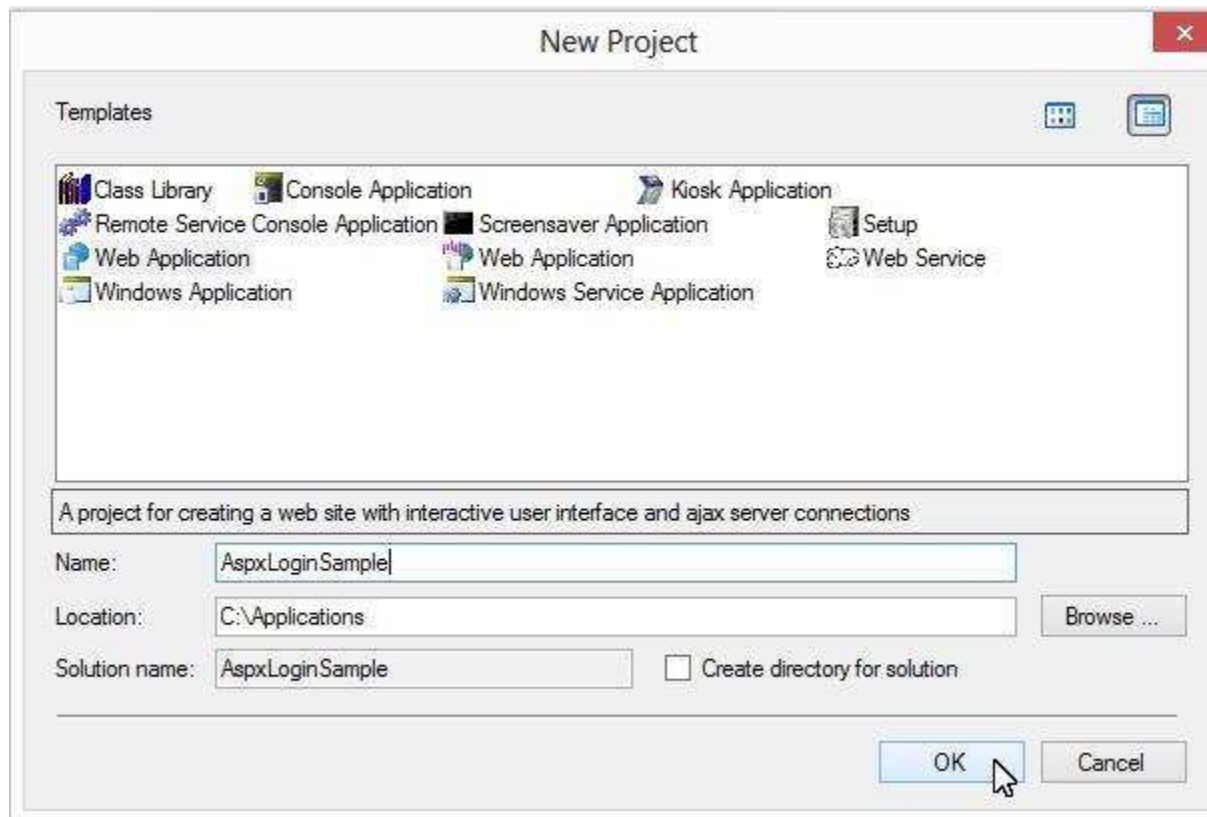 New Project
Templates
Class Library Console Application Kiosk Application
Remote Service Console Application Screensaver Application Setup
Web Application Web Application Web Service
Windows Application Windows Service Application
A project for creating a web site with interactive user interface and ajax server connections
Name: AspxLoginSample
Location: C:\Applications Browse ...
Solution name: AspxLoginSample Create directory for solution
OK Cancel